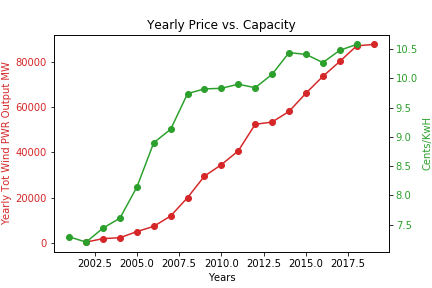 Yearly Price vs. Capacity
Yearly Tot Wind PWR Output MW
80000
60000
40000
20000
0
10.5
10.0
9.5
9.0
8.5
8.0
7.5
Cents/KwH
2002.5 2005.0 2007.5 2010.0 2012.5 2015.0 2017.5
Years